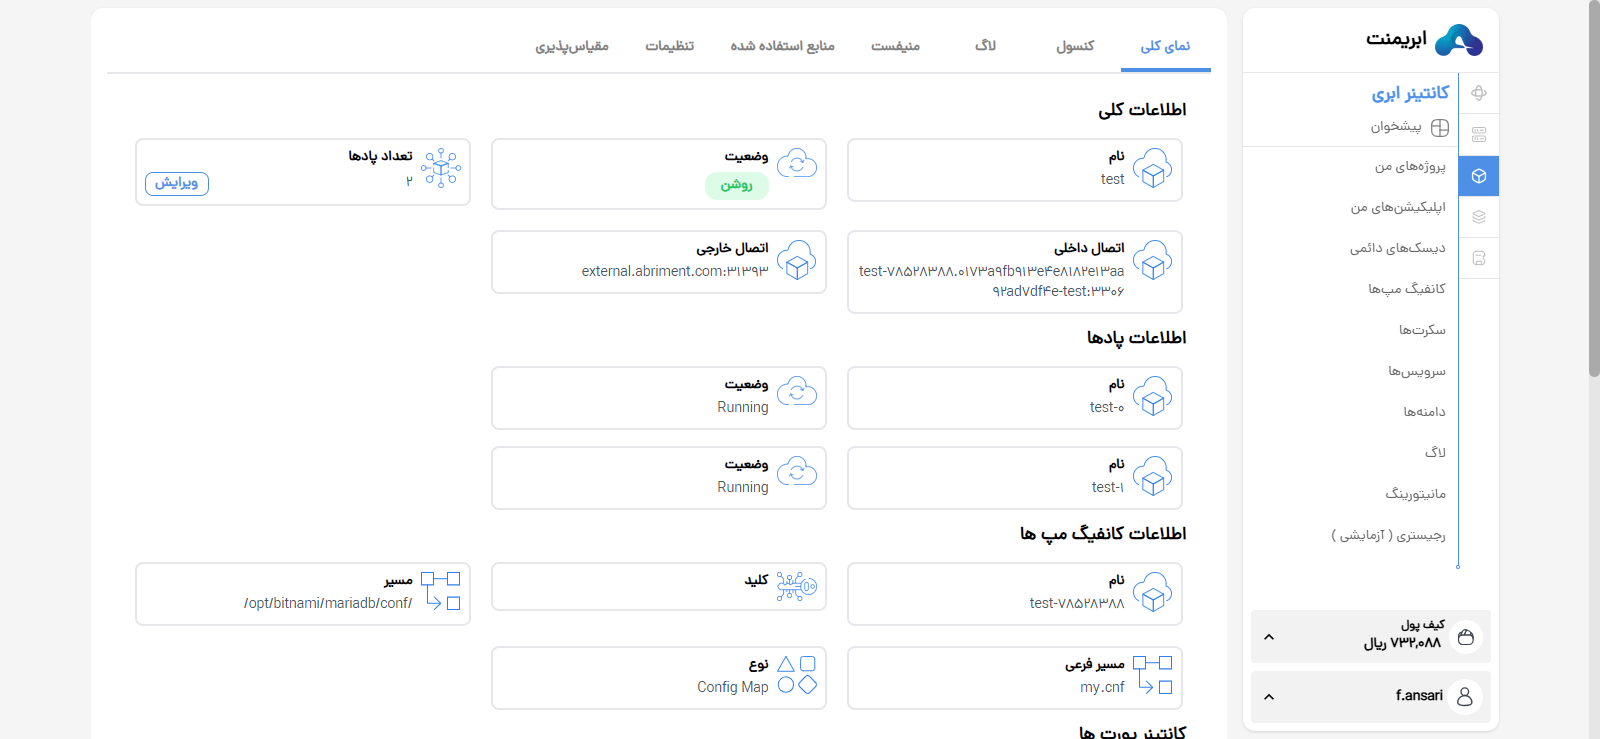 ابریمنت
کانتینر ابری
پیشخوان
پروژه‌های من
اپلیکیشن‌های من
دیسک‌های دائمی
کانفیگ مپ‌ها
سکرت‌ها
سرویس‌ها
دامنه‌ها
لاگ
مانیتورینگ
رجیستری ( آزمایشی )
کیف پول
۷۳۲,۰۸۸ ریال
f.ansari
نمای کلی
کنسول
لاگ
منیفست
منابع استفاده شده
تنظیمات
مقیاس‌پذیری
اطلاعات کلی
نام
test
وضعیت
روشن
تعداد پادها
۲
ویرایش
اتصال داخلی
test-۷۸۵۲۸۳۸۸.۰۱۷۳a۹fb۹۱۳e۴e۸۱۸۲e۱۳aa
۹۲ad۷df۴e-test:۳۳۰۶
اتصال خارجی
external.abriment.com:۳۱۳۹۳
اطلاعات پادها
نام
test-۰
وضعیت
Running
نام
test-۱
وضعیت
Running
اطلاعات کانفیگ مپ ها
نام
test-۷۸۵۲۸۳۸۸
کلید
مسیر
/opt/bitnami/mariadb/conf/
مسیر فرعی
my.cnf
نوع
Config Map
کانتینر پورت ها